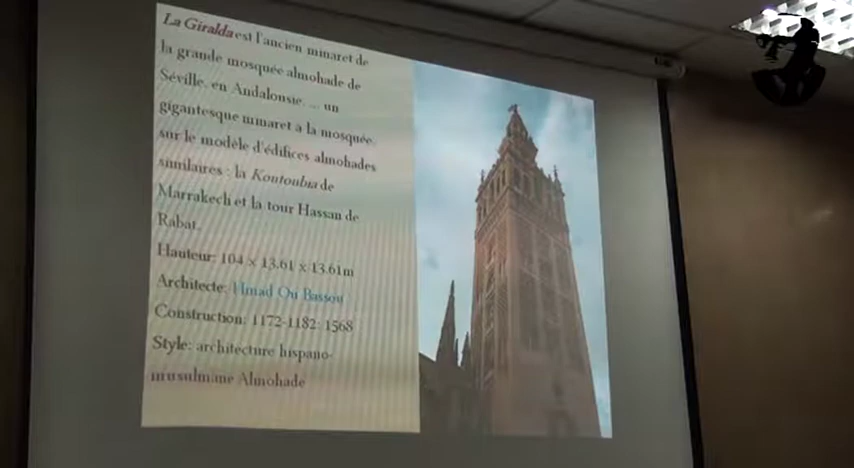 La Giralda est l'ancien minaret de
la grande mosquée almohade de
Séville, en Andalousie. ... un
gigantesque minaret à la mosquée,
sur le modèle d'édifices almohades
similaires : la Koutoubia de
Marrakech et la tour Hassan de
Rabat.
Hauteur: 104 x 13.61 x 13.61m
Architecte: Hmad Ou Bassou
Construction: 1172-1182; 1568
Style: architecture hispano-
musulmane Almohade